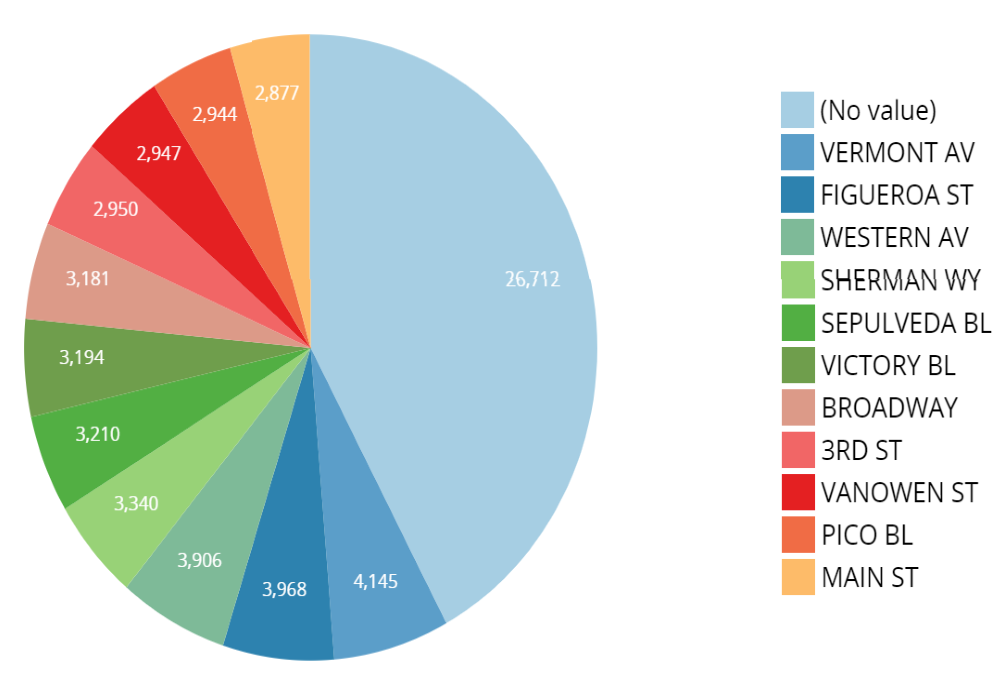 2,877
2,944
2,947
2,950
3,181
3,194
3,210
3,340
3,906
3,968
4,145
26,712
(No value)
VERMONT AV
FIGUEROA ST
WESTERN AV
SHERMAN WY
SEPULVEDA BL
VICTORY BL
BROADWAY
3RD ST
VANOWEN ST
PICO BL
MAIN ST